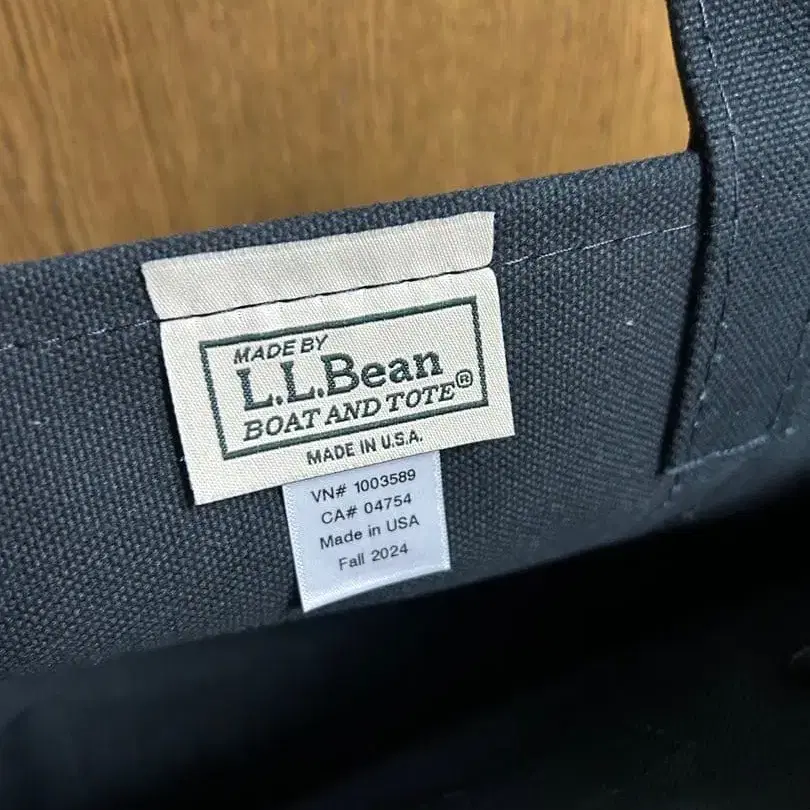 MADE BY
L.L.Bean
BOAT AND TOTE®
MADE IN U.S.A.
VN# 1003589
CA# 04754
Made in USA
Fall 2024